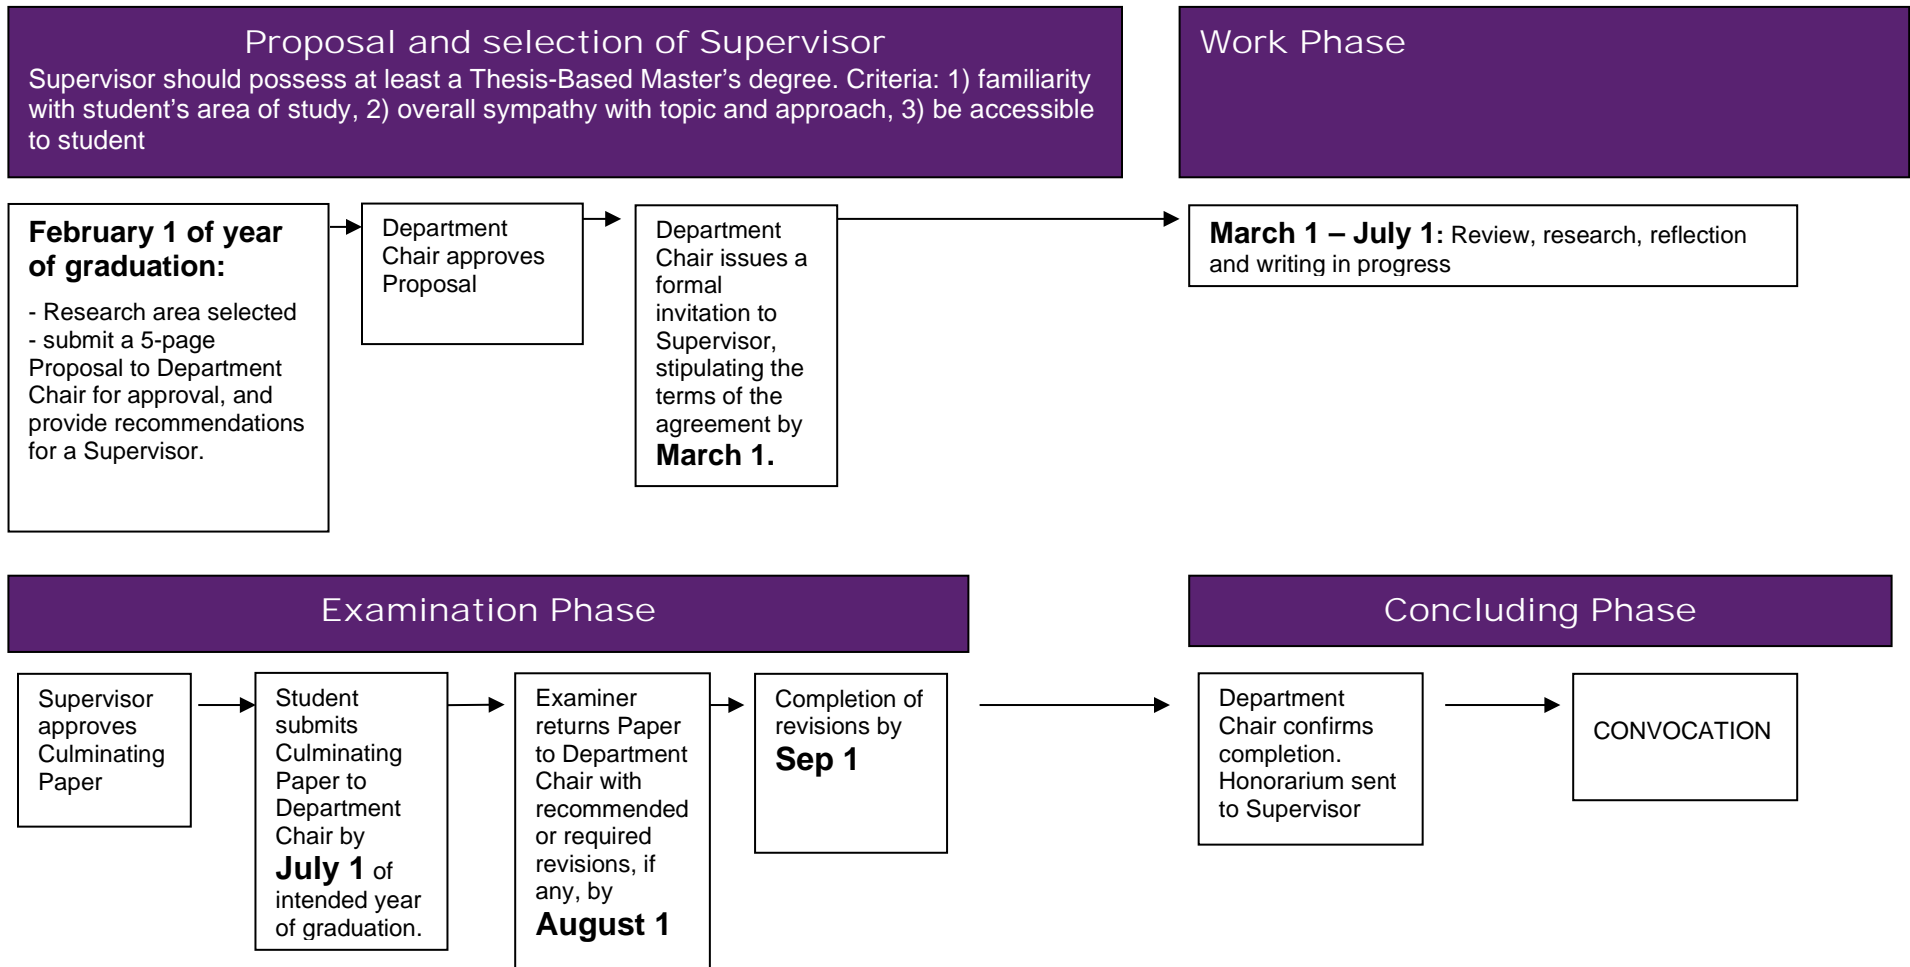 Proposal and selection of Supervisor
Supervisor should possess at least a Thesis-Based Master’s degree. Criteria: 1) familiarity
with student’s area of study, 2) overall sympathy with topic and approach, 3) be accessible
to student
Work Phase
February 1 of year
of graduation:
- Research area selected
- submit a 5-page
Proposal to Department
Chair for approval, and
provide recommendations
for a Supervisor.
Department
Chair approves
Proposal
Department
Chair issues a
formal
invitation to
Supervisor,
stipulating the
terms of the
agreement by
March 1.
March 1 – July 1: Review, research, reflection
and writing in progress
Examination Phase
Concluding Phase
Supervisor
approves
Culminating
Paper
Student
submits
Culminating
Paper to
Department
Chair by
July 1 of
intended year
of graduation.
Examiner
returns Paper
to Department
Chair with
recommended
or required
revisions, if
any, by
August 1
Completion of
revisions by
Sep 1
Department
Chair confirms
completion.
Honorarium sent
to Supervisor
CONVOCATION